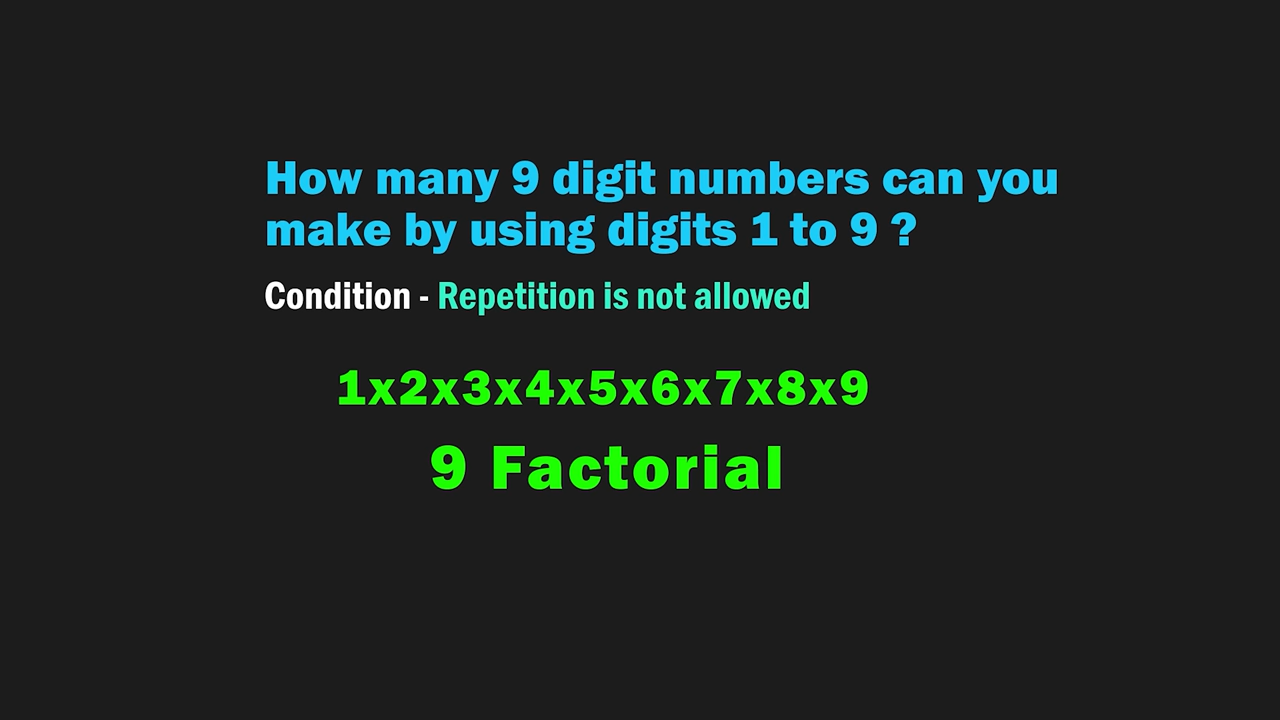 How many 9 digit numbers can you
make by using digits 1 to 9 ?
Condition - Repetition is not allowed
1x2x3x4x5x6x7x8x9
9 Factorial